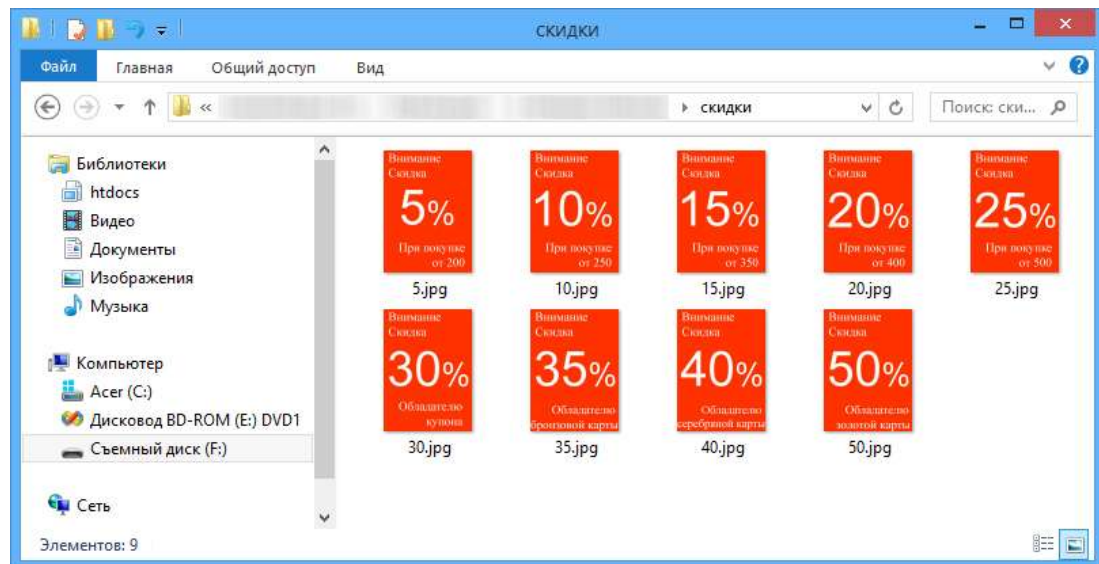 скидки
Файл Главная Общий доступ Вид
« скидки Поиск: ски...
Библиотеки
htdocs
Видео
Документы
Изображения
Музыка
Компьютер
Acer (C:)
Дисковод BD-ROM (E:) DVD1
Съемный диск (F:)
Сеть
Внимание
Скидка
5%
При покупке
от 200
5.jpg
Внимание
Скидка
10%
При покупке
от 250
10.jpg
Внимание
Скидка
15%
При покупке
от 350
15.jpg
Внимание
Скидка
20%
При покупке
от 400
20.jpg
Внимание
Скидка
25%
При покупке
от 500
25.jpg
Внимание
Скидка
30%
Обладателю
купона
30.jpg
Внимание
Скидка
35%
Обладателю
бронзовой карты
35.jpg
Внимание
Скидка
40%
Обладателю
серебряной карты
40.jpg
Внимание
Скидка
50%
Обладателю
золотой карты
50.jpg
Элементов: 9